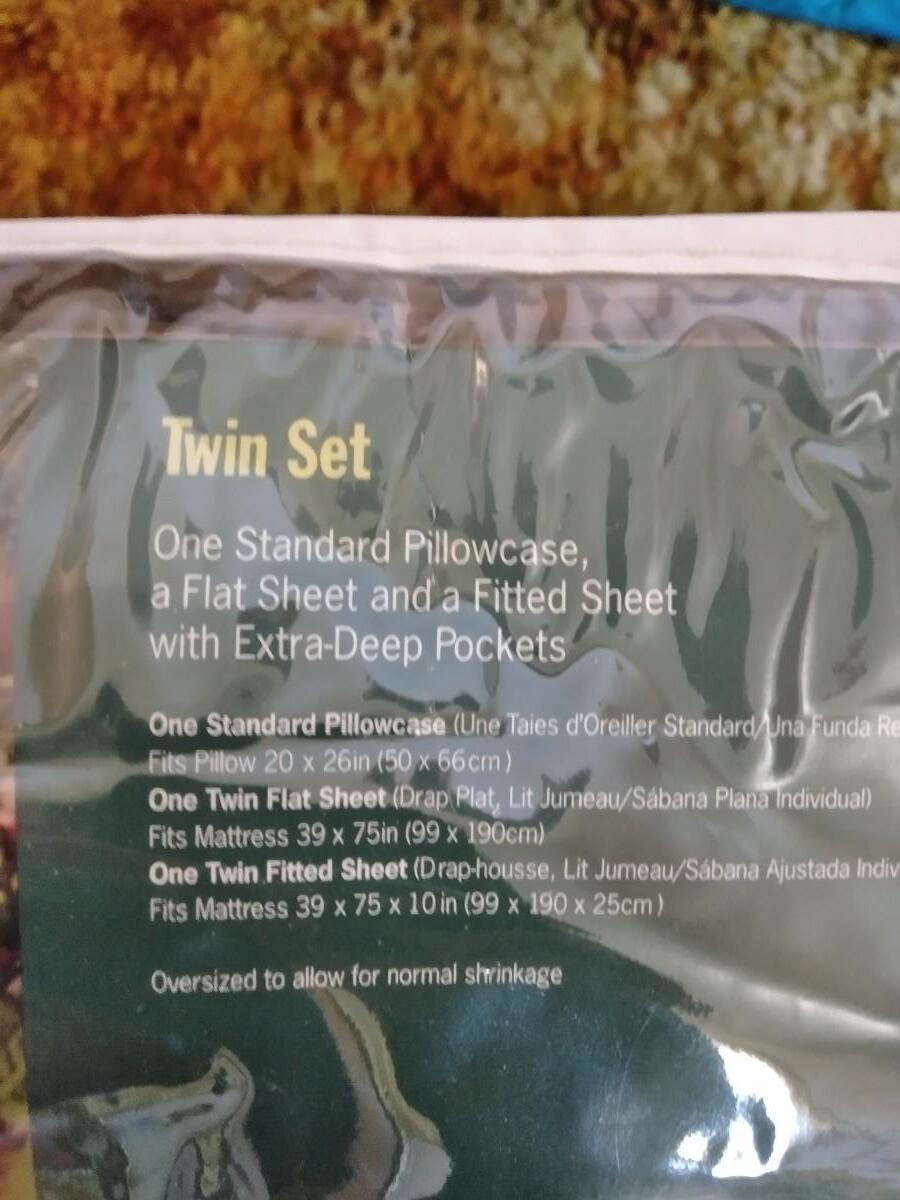 Twin Set
One Standard Pillowcase,
a Flat Sheet and a Fitted Sheet
with Extra-Deep Pockets
One Standard Pillowcase (Une Taies d'Oreiller Standard/Una Funda Re
Fits Pillow 20 x 26in (50 x 66cm)
One Twin Flat Sheet (Drap Plat, Lit Jumeau/Sábana Plana Individual)
Fits Mattress 39 x 75in (99 x 190cm)
One Twin Fitted Sheet (Drap-housse, Lit Jumeau/Sábana Ajustada Indiv
Fits Mattress 39 x 75 x 10in (99 x 190 x 25cm)
Oversized to allow for normal shrinkage